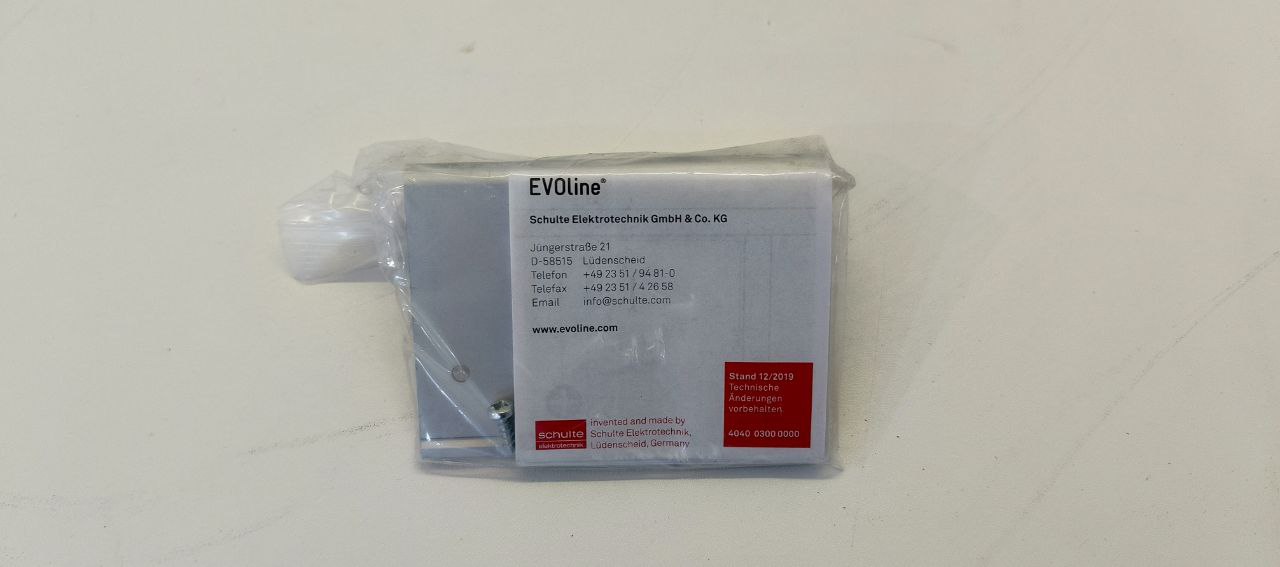 EVOline®
Schulte Elektrotechnik GmbH & Co. KG
Jüngerstraße 21
D-58515 Lüdenscheid
Telefon +49 23 51 / 94 81-0
Telefax +49 23 51 / 4 26 58
Email info@schulte.com
www.evoline.com
Stand 12/2019
Technische
Änderungen
vorbehalten.
4040 0300 0000
schulte
elektrotechnik
invented and made by
Schulte Elektrotechnik,
Lüdenscheid, Germany